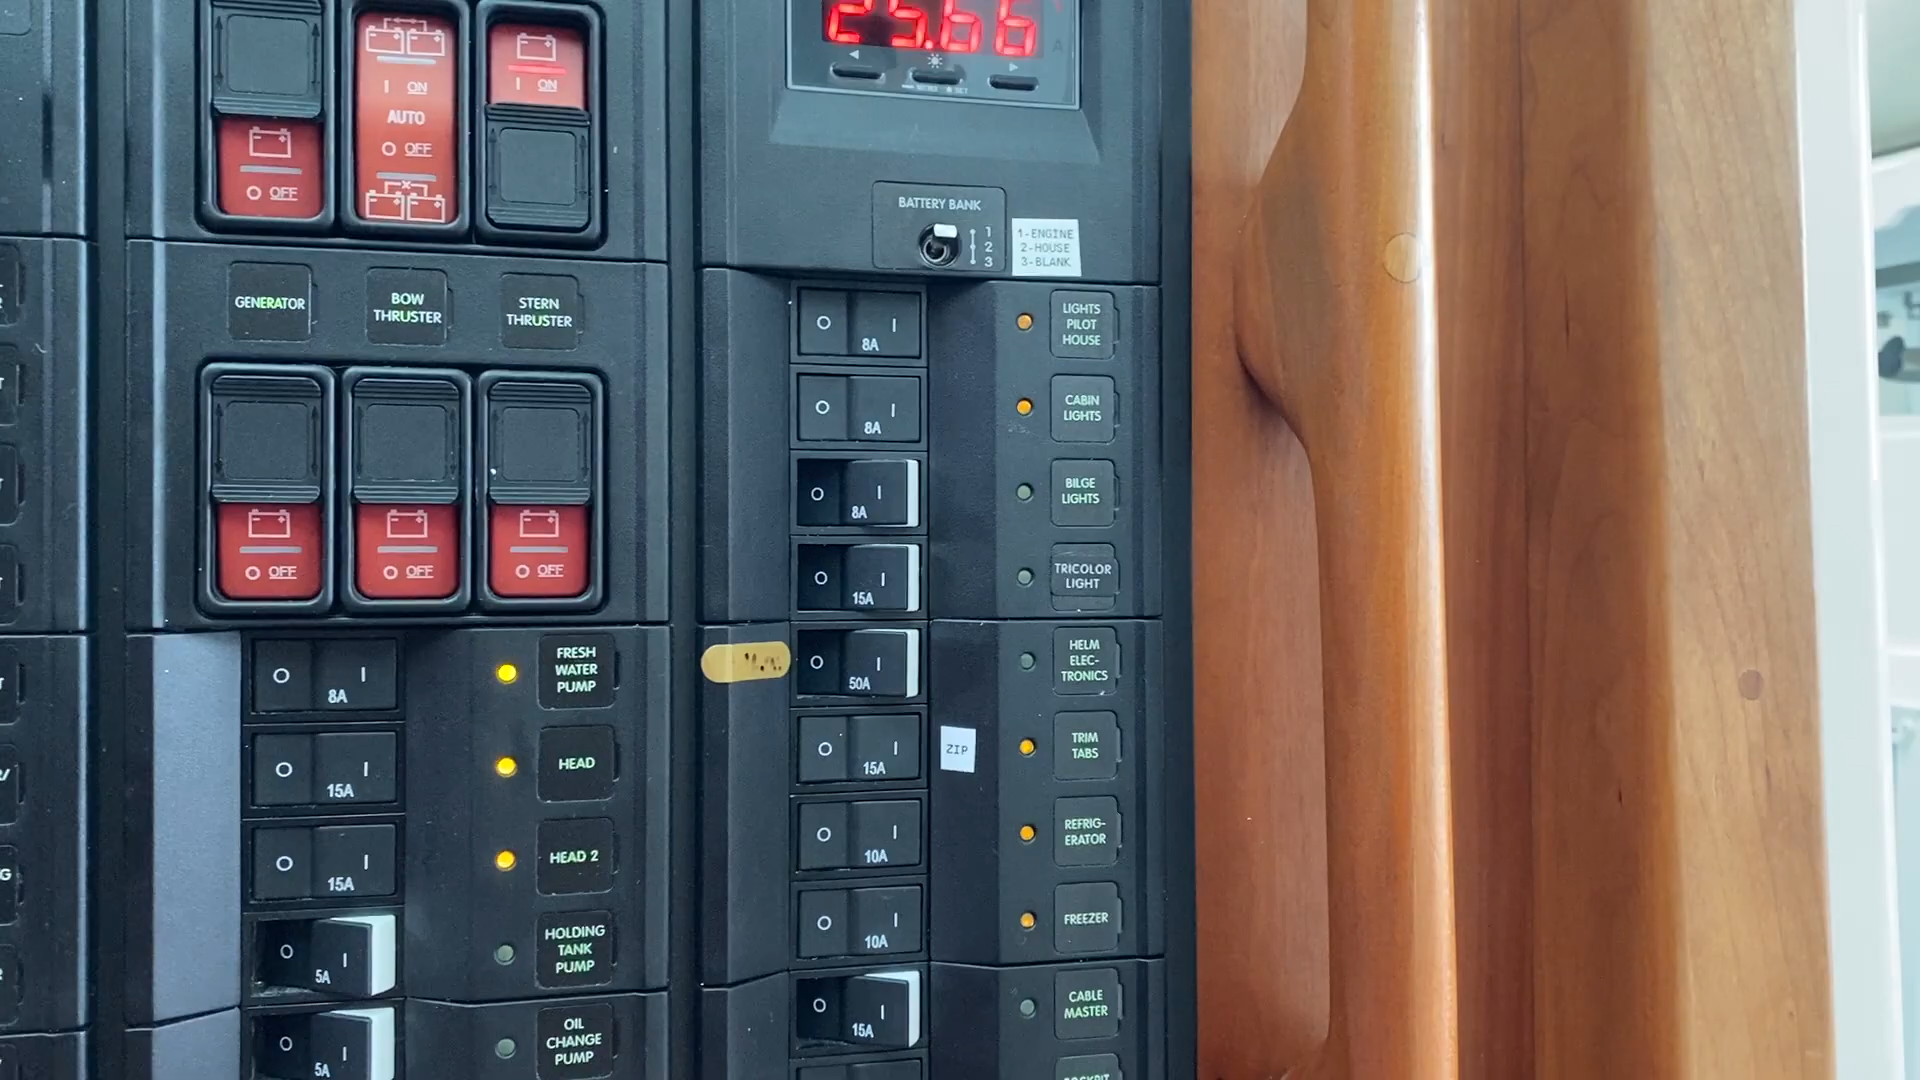 25.66
ON
AUTO
OFF
ON
OFF
BATTERY BANK
1
2
3
1-ENGINE
2-HOUSE
3-BLANK
GENERATOR
BOW
THRUSTER
STERN
THRUSTER
OFF
OFF
OFF
8A
LIGHTS
PILOT
HOUSE
8A
CABIN
LIGHTS
8A
BILGE
LIGHTS
15A
TRICOLOR
LIGHT
50A
HELM
ELEC-
TRONICS
15A
ZIP
TRIM
TABS
10A
REFRIG-
ERATOR
10A
FREEZER
15A
CABLE
MASTER
8A
FRESH
WATER
PUMP
15A
HEAD
15A
HEAD 2
5A
HOLDING
TANK
PUMP
5A
OIL
CHANGE
PUMP